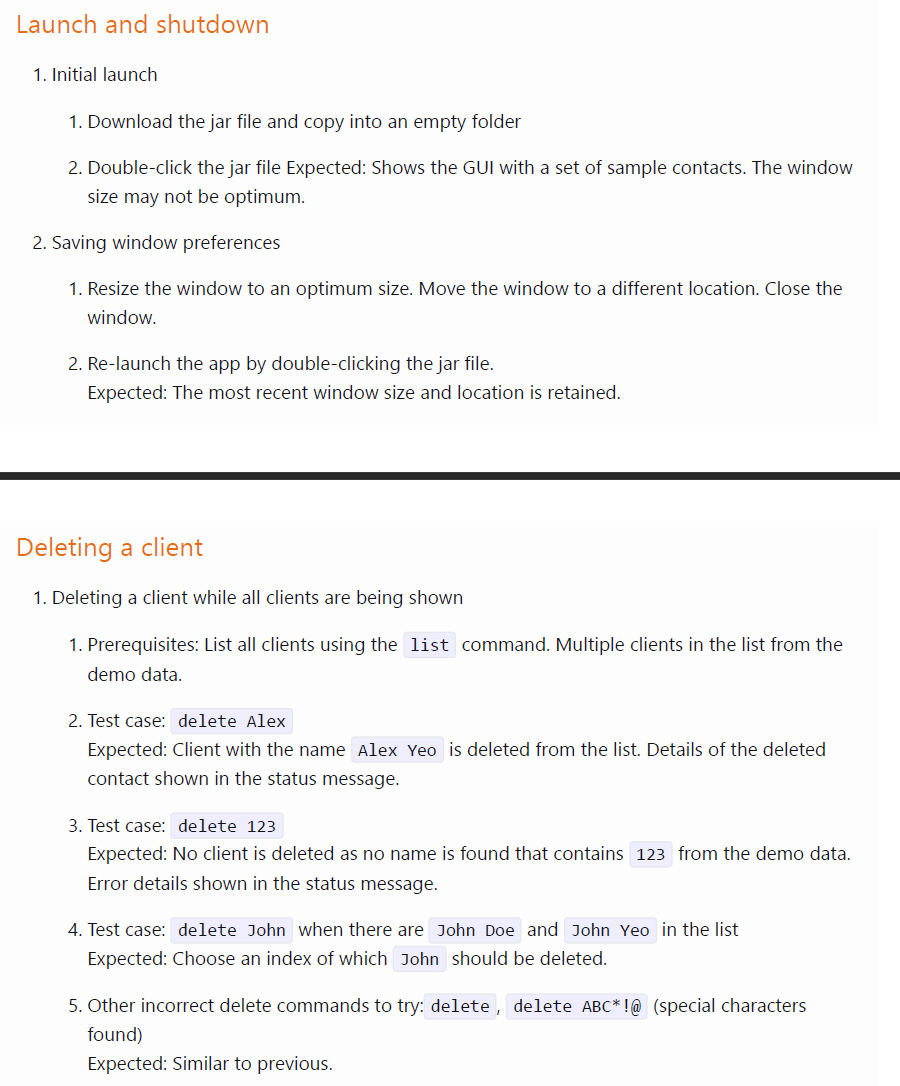 Launch and shutdown
1. Initial launch
1. Download the jar file and copy into an empty folder
2. Double-click the jar file Expected: Shows the GUI with a set of sample contacts. The window
size may not be optimum.
2. Saving window preferences
1. Resize the window to an optimum size. Move the window to a different location. Close the
window.
2. Re-launch the app by double-clicking the jar file.
Expected: The most recent window size and location is retained.
Deleting a client
1. Deleting a client while all clients are being shown
1. Prerequisites: List all clients using the list command. Multiple clients in the list from the
demo data.
2. Test case: delete Alex
Expected: Client with the name Alex Yeo is deleted from the list. Details of the deleted
contact shown in the status message.
3. Test case: delete 123
Expected: No client is deleted as no name is found that contains 123 from the demo data.
Error details shown in the status message.
4. Test case: delete John when there are John Doe and John Yeo in the list
Expected: Choose an index of which John should be deleted.
5. Other incorrect delete commands to try: delete, delete ABC*!@ (special characters
found)
Expected: Similar to previous.